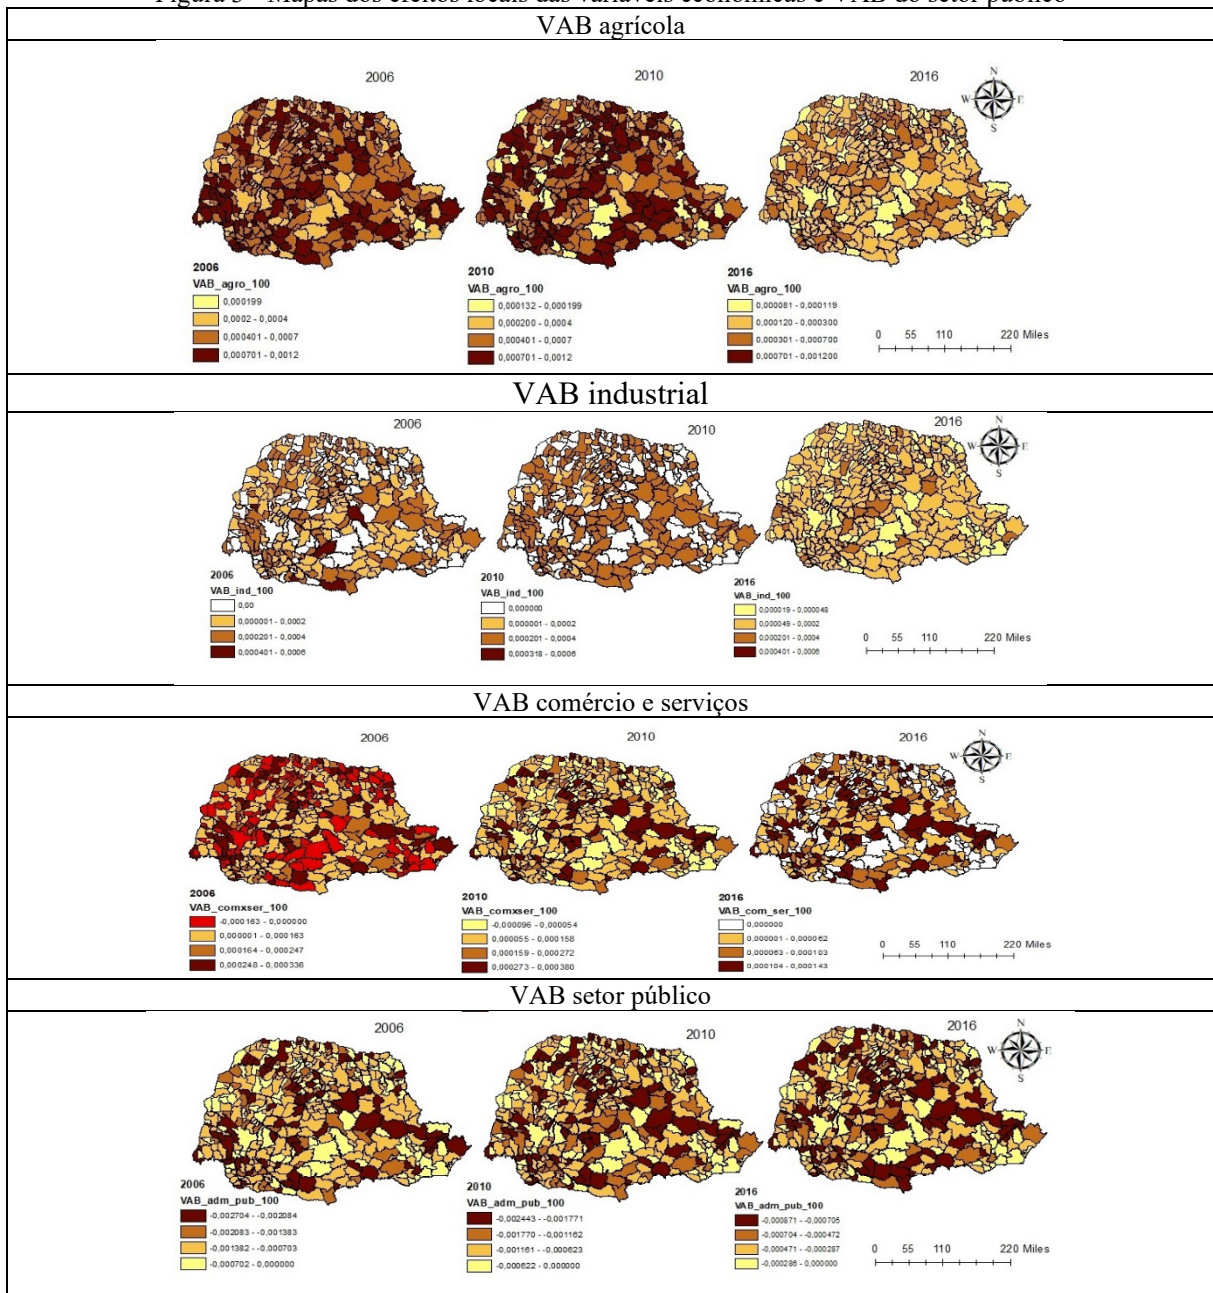 Figura 3 - Mapas dos efeitos locais das variáveis econômicas e VAB do setor público
VAB agrícola
2006
2010
2016
N
W
E
S
2006
VAB_agro_100
0,000199
0,0002 - 0,0004
0,000401 - 0,0007
0,000701 - 0,0012
2010
VAB_agro_100
0,000132 - 0,000199
0,000200 - 0,0004
0,000401 - 0,0007
0,000701 - 0,0012
2016
VAB_agro_100
0,000081 - 0,000119
0,000120 - 0,000300
0,000301 - 0,000700
0,000701 - 0,001200
0 55 110 220 Miles
VAB industrial
2006
2010
2016
N
W
E
S
2006
VAB_ind_100
0,00
0,000001 - 0,0002
0,000201 - 0,0004
0,000401 - 0,0006
2010
VAB_ind_100
0,000000
0,000001 - 0,0002
0,000201 - 0,0004
0,000318 - 0,0006
2016
VAB_ind_100
0,000019 - 0,000048
0,000049 - 0,0002
0,000201 - 0,0004
0,000401 - 0,0006
0 55 110 220 Miles
VAB comércio e serviços
2006
2010
2016
N
W
E
S
2006
VAB_comxser_100
-0,000163 - 0,000000
0,000001 - 0,000163
0,000164 - 0,000247
0,000248 - 0,000336
2010
VAB_comxser_100
-0,000096 - 0,000054
0,000055 - 0,000158
0,000159 - 0,000272
0,000273 - 0,000380
2016
VAB_com_ser_100
0,000000
0,000001 - 0,000062
0,000063 - 0,000103
0,000104 - 0,000143
0 55 110 220 Miles
VAB setor público
2006
2010
2016
N
W
E
S
2006
VAB_adm_pub_100
-0,002704 - -0,002084
-0,002083 - -0,001383
-0,001382 - -0,000703
-0,000702 - 0,000000
2010
VAB_adm_pub_100
-0,002443 - -0,001771
-0,001770 - -0,001162
-0,001161 - -0,000623
-0,000622 - 0,000000
2016
VAB_adm_pub_100
-0,000871 - -0,000705
-0,000704 - -0,000472
-0,000471 - -0,000287
-0,000286 - 0,000000
0 55 110 220 Miles